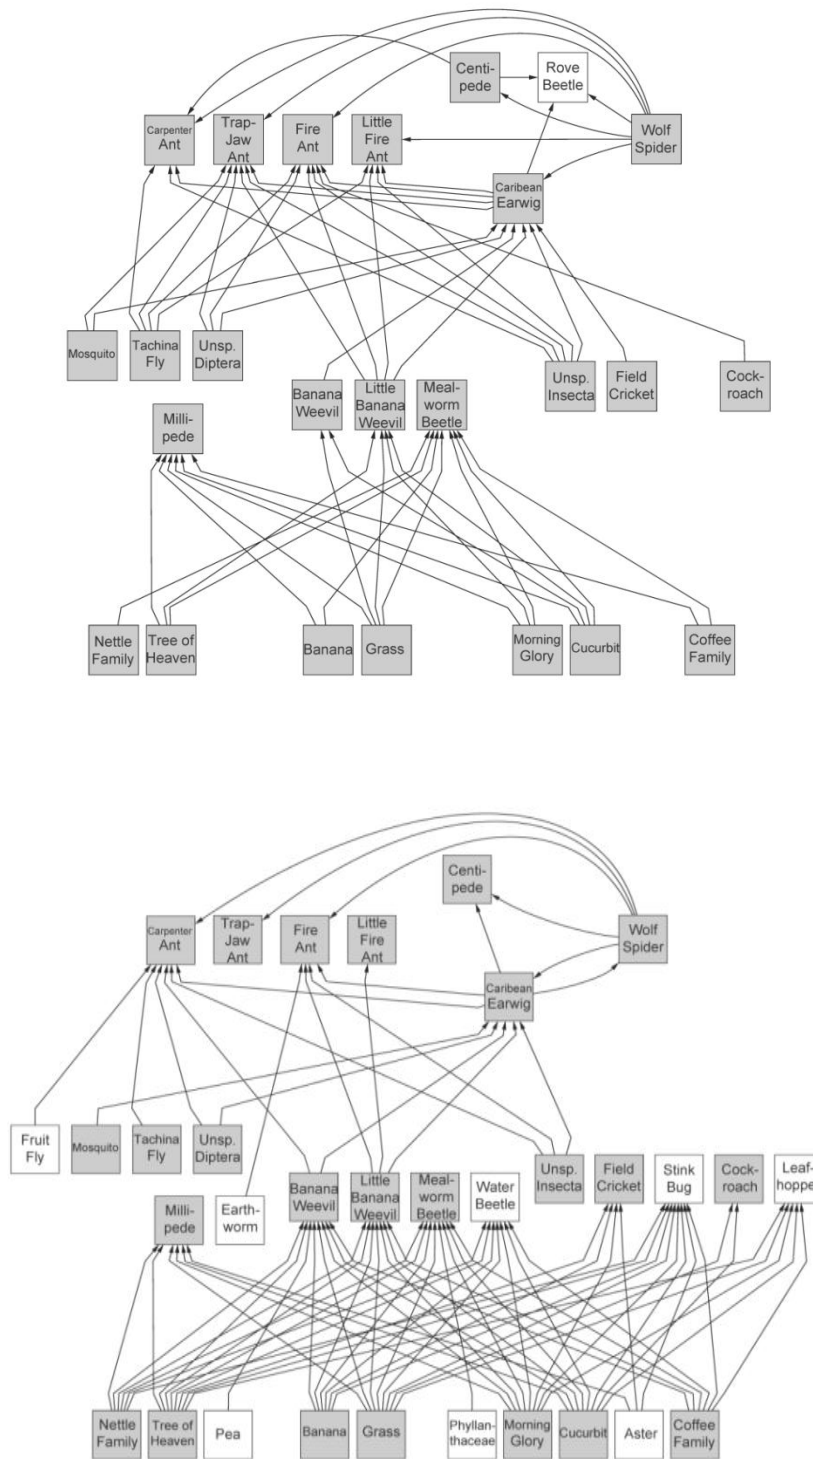 Centi-
pede
Rove
Beetle
Carpenter
Ant
Trap-
Jaw
Ant
Fire
Ant
Little
Fire
Ant
Wolf
Spider
Caribean
Earwig
Mosquito
Tachina
Fly
Unsp.
Diptera
Banana
Weevil
Little
Banana
Weevil
Meal-
worm
Beetle
Unsp.
Insecta
Field
Cricket
Cock-
roach
Milli-
pede
Nettle
Family
Tree of
Heaven
Banana
Grass
Morning
Glory
Cucurbit
Coffee
Family
Centi-
pede
Carpenter
Ant
Trap-
Jaw
Ant
Fire
Ant
Little
Fire
Ant
Wolf
Spider
Caribean
Earwig
Fruit
Fly
Mosquito
Tachina
Fly
Unsp.
Diptera
Milli-
pede
Earth-
worm
Banana
Weevil
Little
Banana
Weevil
Meal-
worm
Beetle
Water
Beetle
Unsp.
Insecta
Field
Cricket
Stink
Bug
Cock-
roach
Leaf-
hopper
Nettle
Family
Tree of
Heaven
Pea
Banana
Grass
Phyllan-
thaceae
Morning
Glory
Cucurbit
Aster
Coffee
Family